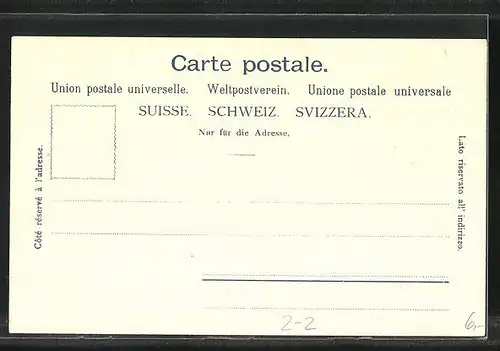 Carte postale.
Union postale universelle. Weltpostverein. Unione postale universale
SUISSE. SCHWEIZ. SVIZZERA.
Nur für die Adresse.
Côté réservé à l'adresse.
Lato riservato all' indirizzo.
2-2
6,-